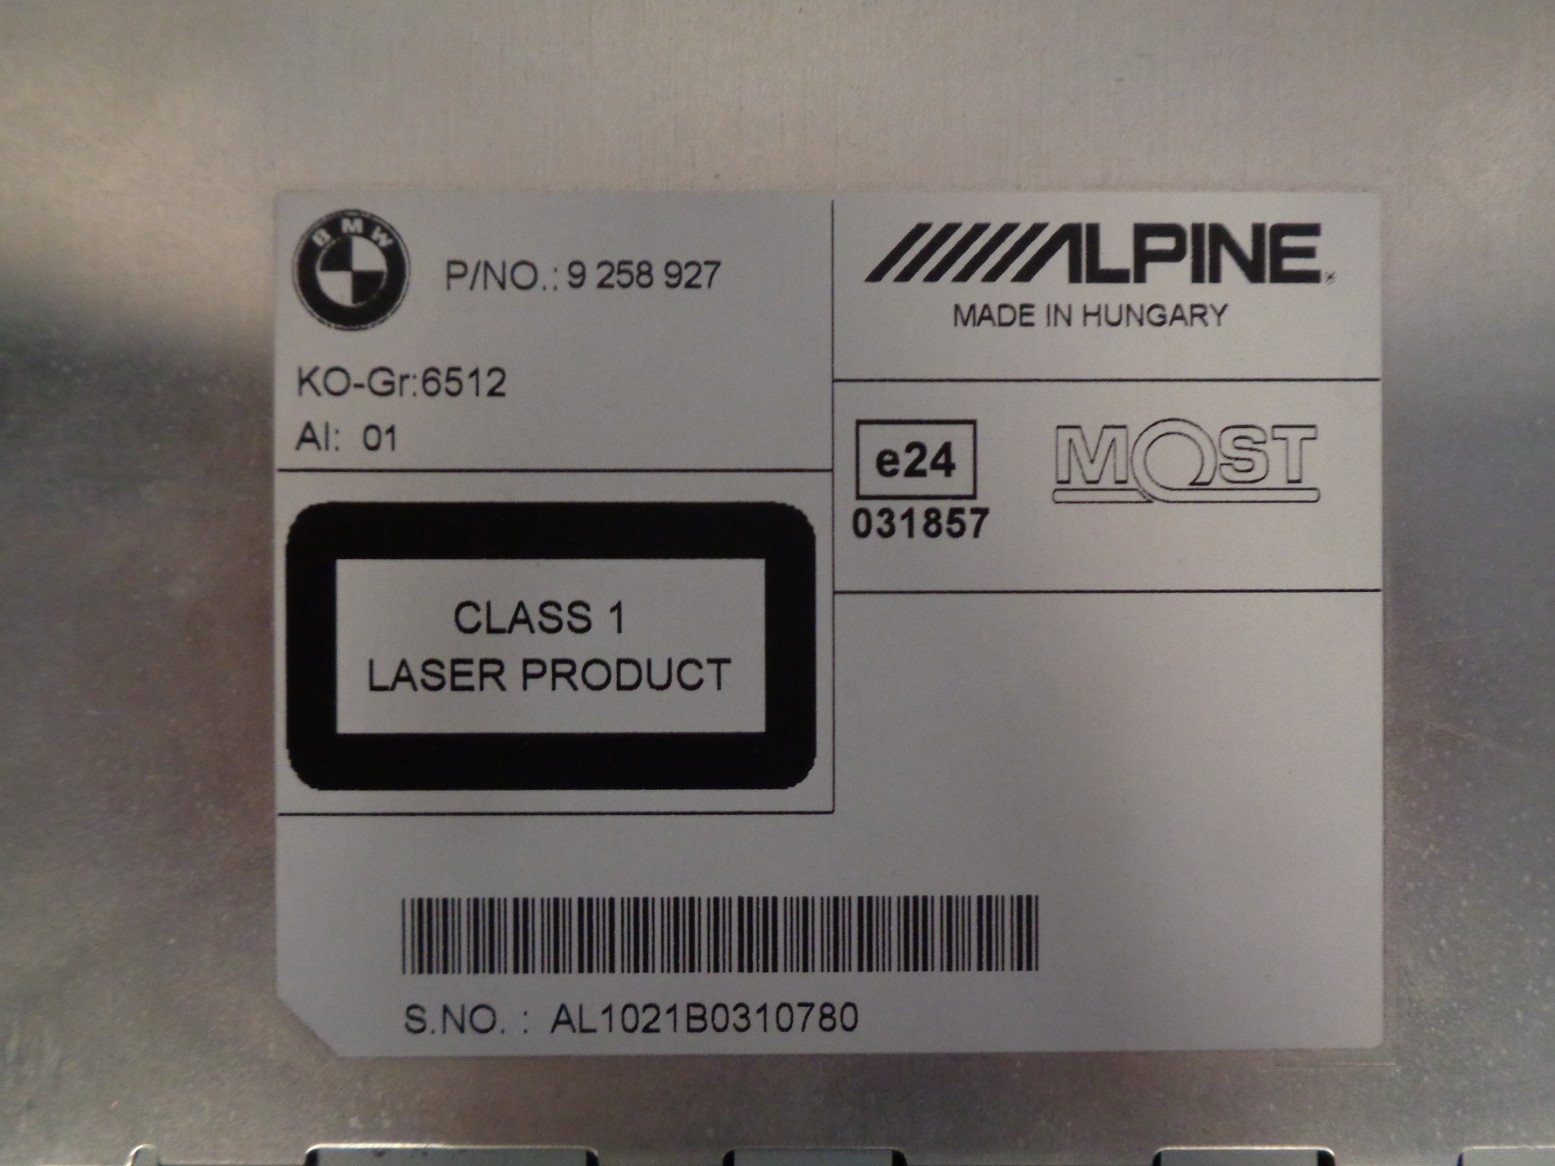 BMW
P/NO.: 9 258 927
KO-Gr:6512
AI: 01
ALPINE
MADE IN HUNGARY
e24
031857
MOST
CLASS 1
LASER PRODUCT
S.NO. : AL1021B0310780